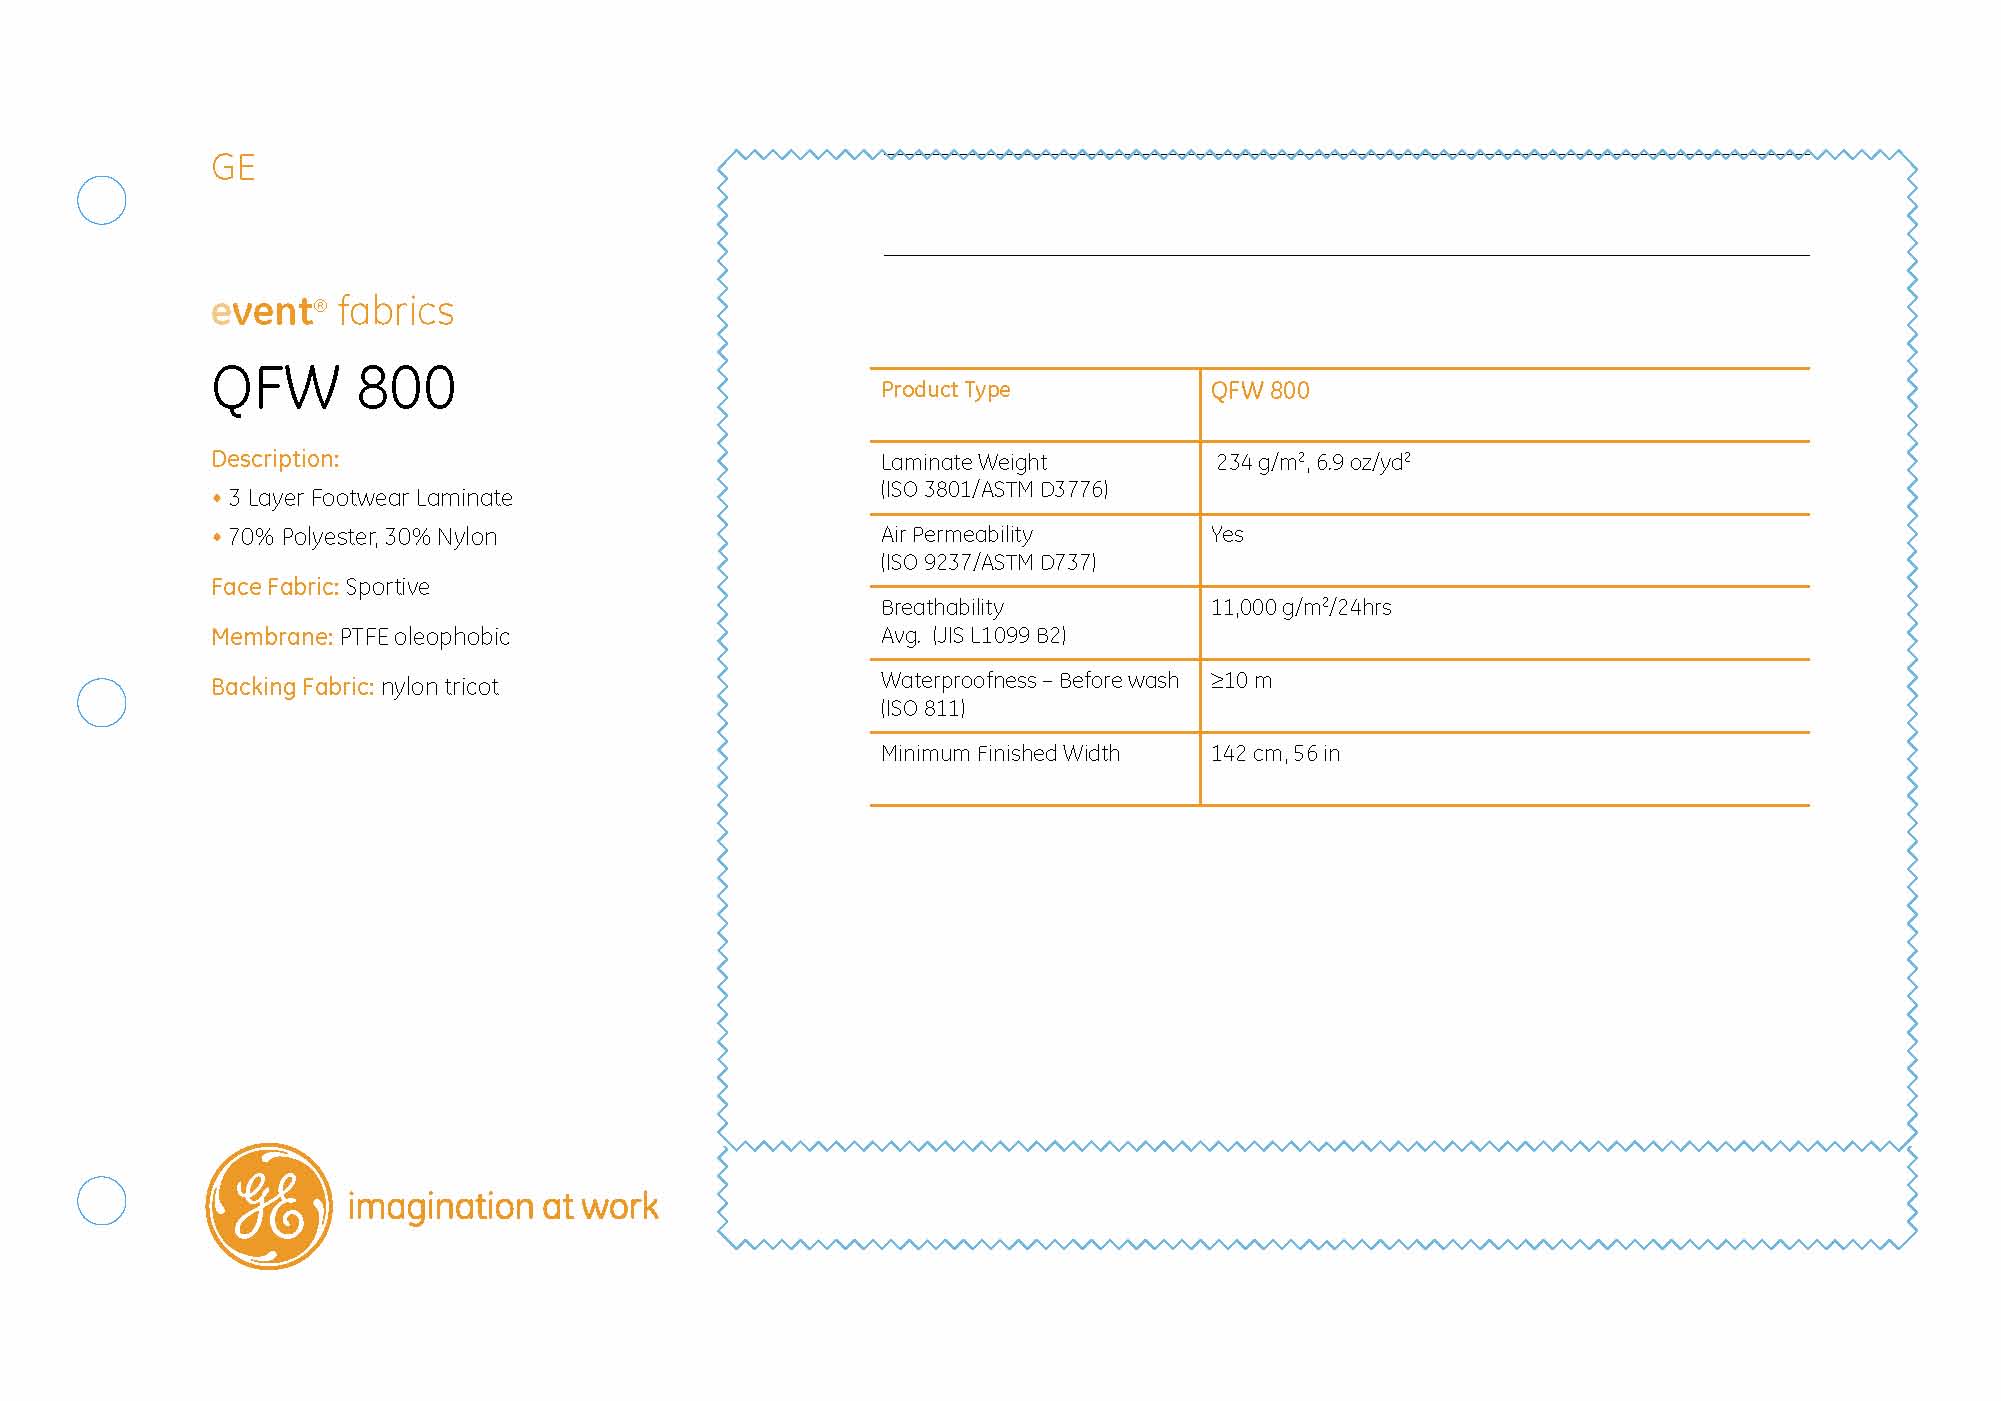 GE
event® fabrics
QFW 800
Description:
• 3 Layer Footwear Laminate
• 70% Polyester, 30% Nylon
Face Fabric: Sportive
Membrane: PTFE oleophobic
Backing Fabric: nylon tricot
GE imagination at work
Product Type QFW 800
Laminate Weight 234 g/m², 6.9 oz/yd²
(ISO 3801/ASTM D3776)
Air Permeability Yes
(ISO 9237/ASTM D737)
Breathability 11,000 g/m²/24hrs
Avg. (JIS L1099 B2)
Waterproofness – Before wash ≥10 m
(ISO 811)
Minimum Finished Width 142 cm, 56 in